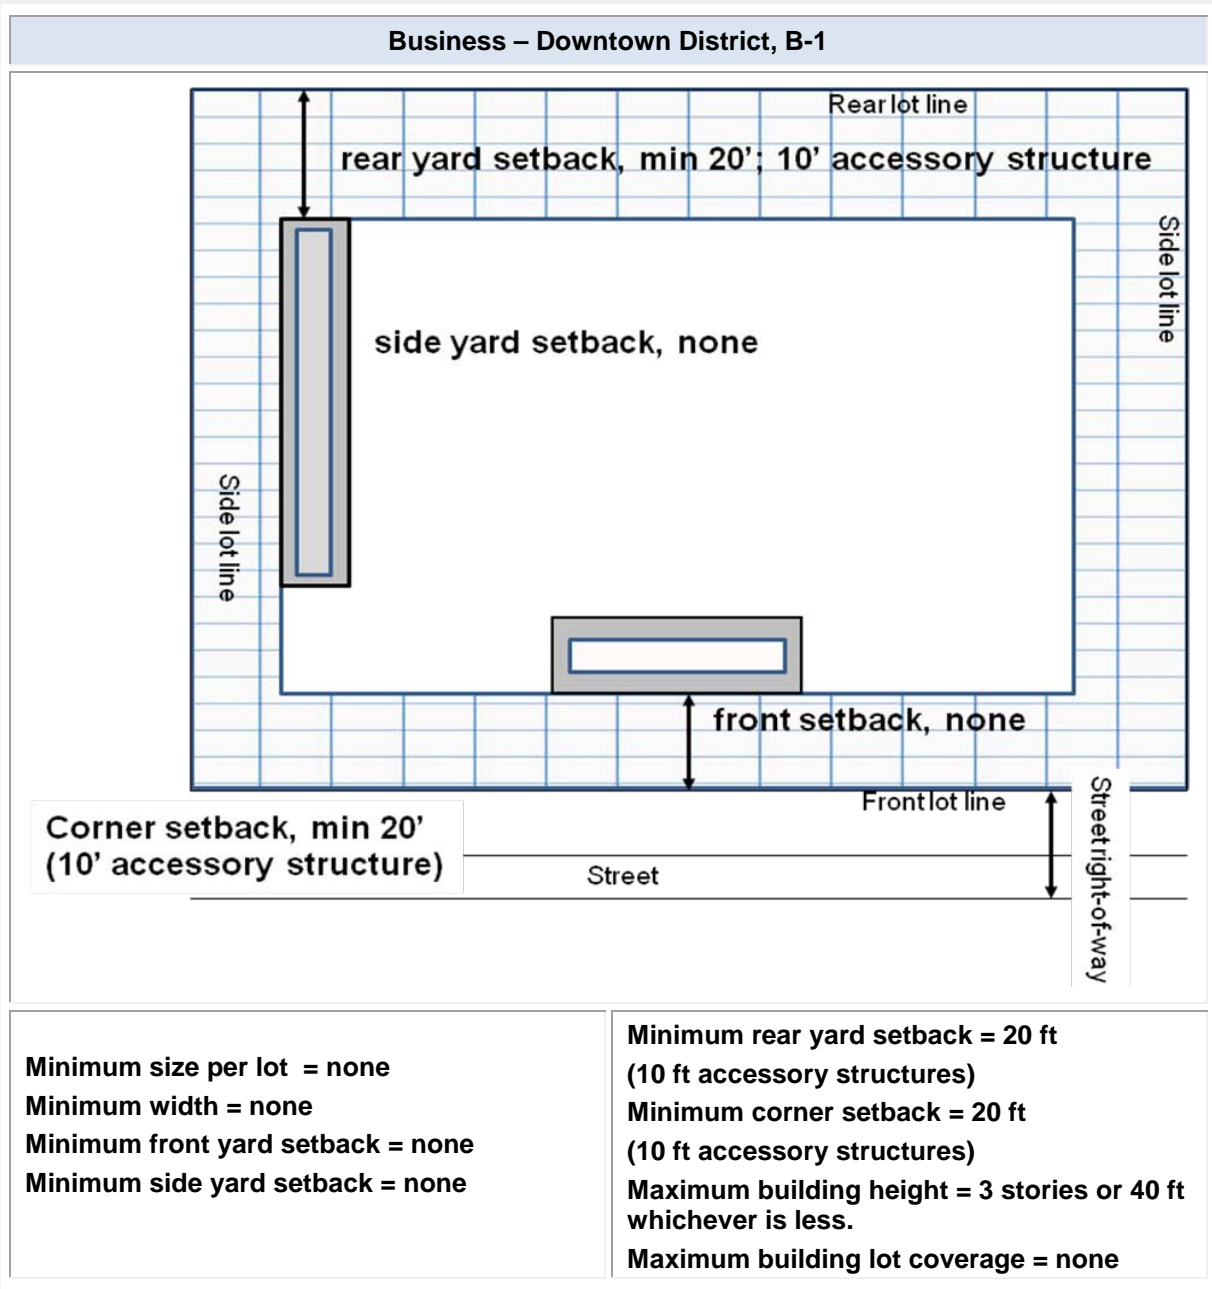 Business – Downtown District, B-1
Rear lot line
rear yard setback, min 20’; 10’ accessory structure
Side lot line
side yard setback, none
Side lot line
front setback, none
Front lot line
Street right-of-way
Corner setback, min 20’
(10’ accessory structure)
Street
Minimum size per lot = none
Minimum width = none
Minimum front yard setback = none
Minimum side yard setback = none
Minimum rear yard setback = 20 ft
(10 ft accessory structures)
Minimum corner setback = 20 ft
(10 ft accessory structures)
Maximum building height = 3 stories or 40 ft
whichever is less.
Maximum building lot coverage = none